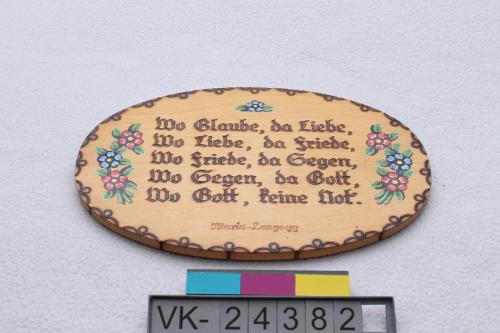 Wo Glaube, da Liebe,
Wo Liebe, da Friede,
Wo Friede, da Segen,
Wo Segen, da Gott,
Wo Gott, keine Not.
Maria-Langegg
VK-24382